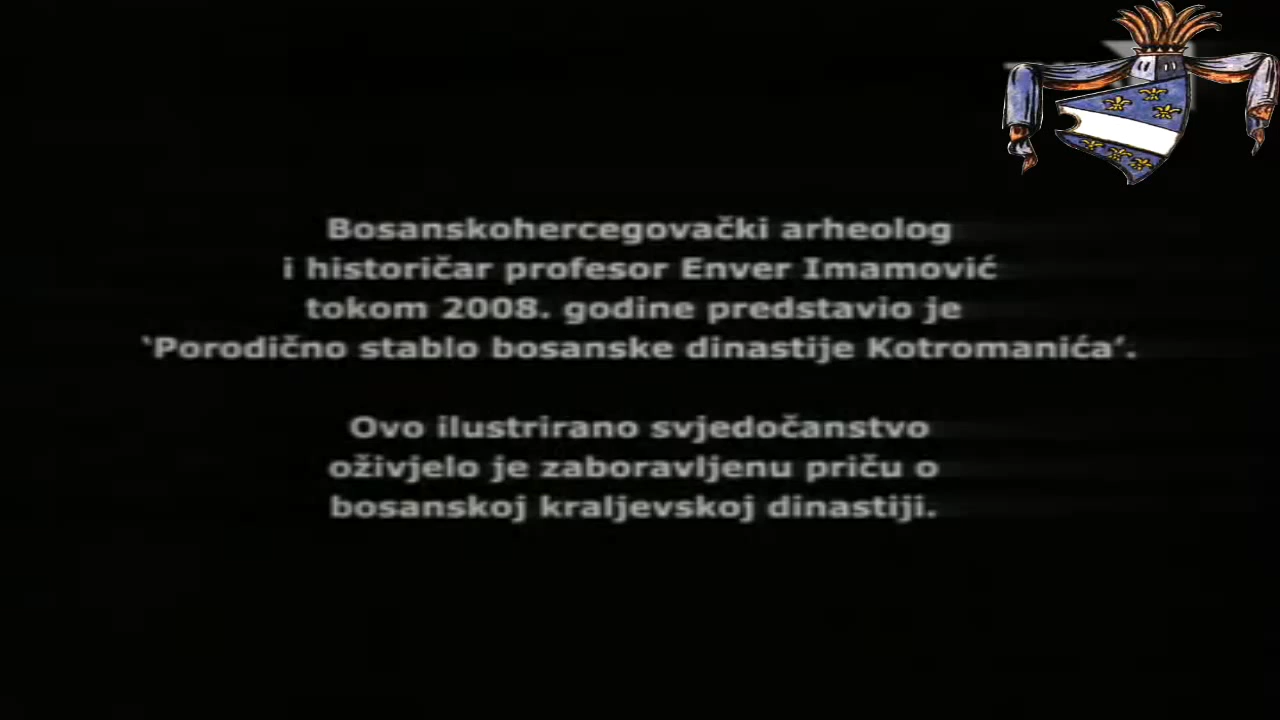 Bosanskohercegovački arheolog
i historičar profesor Enver Imamović
tokom 2008. godine predstavio je
‘Porodično stablo bosanske dinastije Kotromanića’.
Ovo ilustrirano svjedočanstvo
oživjelo je zaboravljenu priču o
bosanskoj kraljevskoj dinastiji.